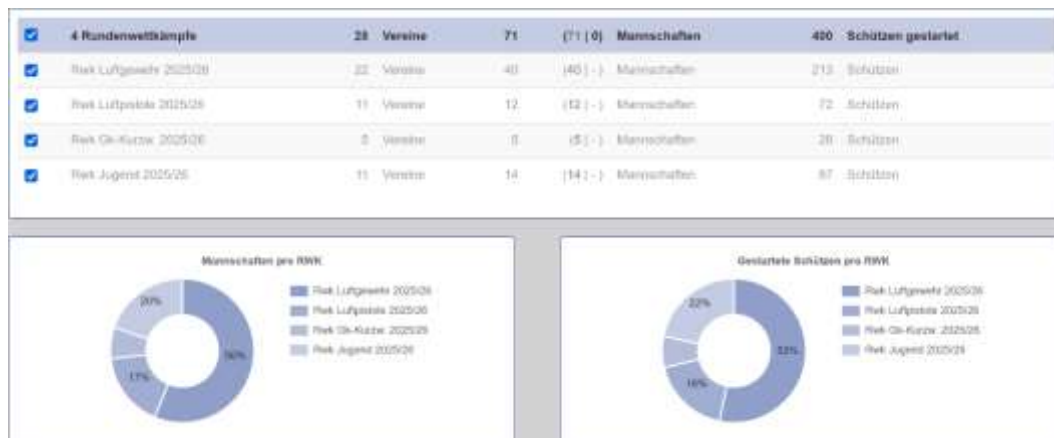 4 Rundenwettkämpfe 28 Vereine 71 (71 | 0) Mannschaften 400 Schützen gestartet
Rwk Luftgewehr 2025/26 22 Vereine 40 (40 | - ) Mannschaften 213 Schützen
Rwk Luftpistole 2025/26 11 Vereine 12 (12 | - ) Mannschaften 72 Schützen
Rwk Gk-Kurzw. 2025/26 Vereine (5 | - ) Mannschaften 28 Schützen
Rwk Jugend 2025/26 11 Vereine 14 (14 | - ) Mannschaften 87 Schützen
Mannschaften pro RWK
20%
56%
17%
Rwk Luftgewehr 2025/26
Rwk Luftpistole 2025/26
Rwk Gk-Kurzw. 2025/26
Rwk Jugend 2025/26
Gestartete Schützen pro RWK
22%
53%
18%
Rwk Luftgewehr 2025/26
Rwk Luftpistole 2025/26
Rwk Gk-Kurzw. 2025/26
Rwk Jugend 2025/26